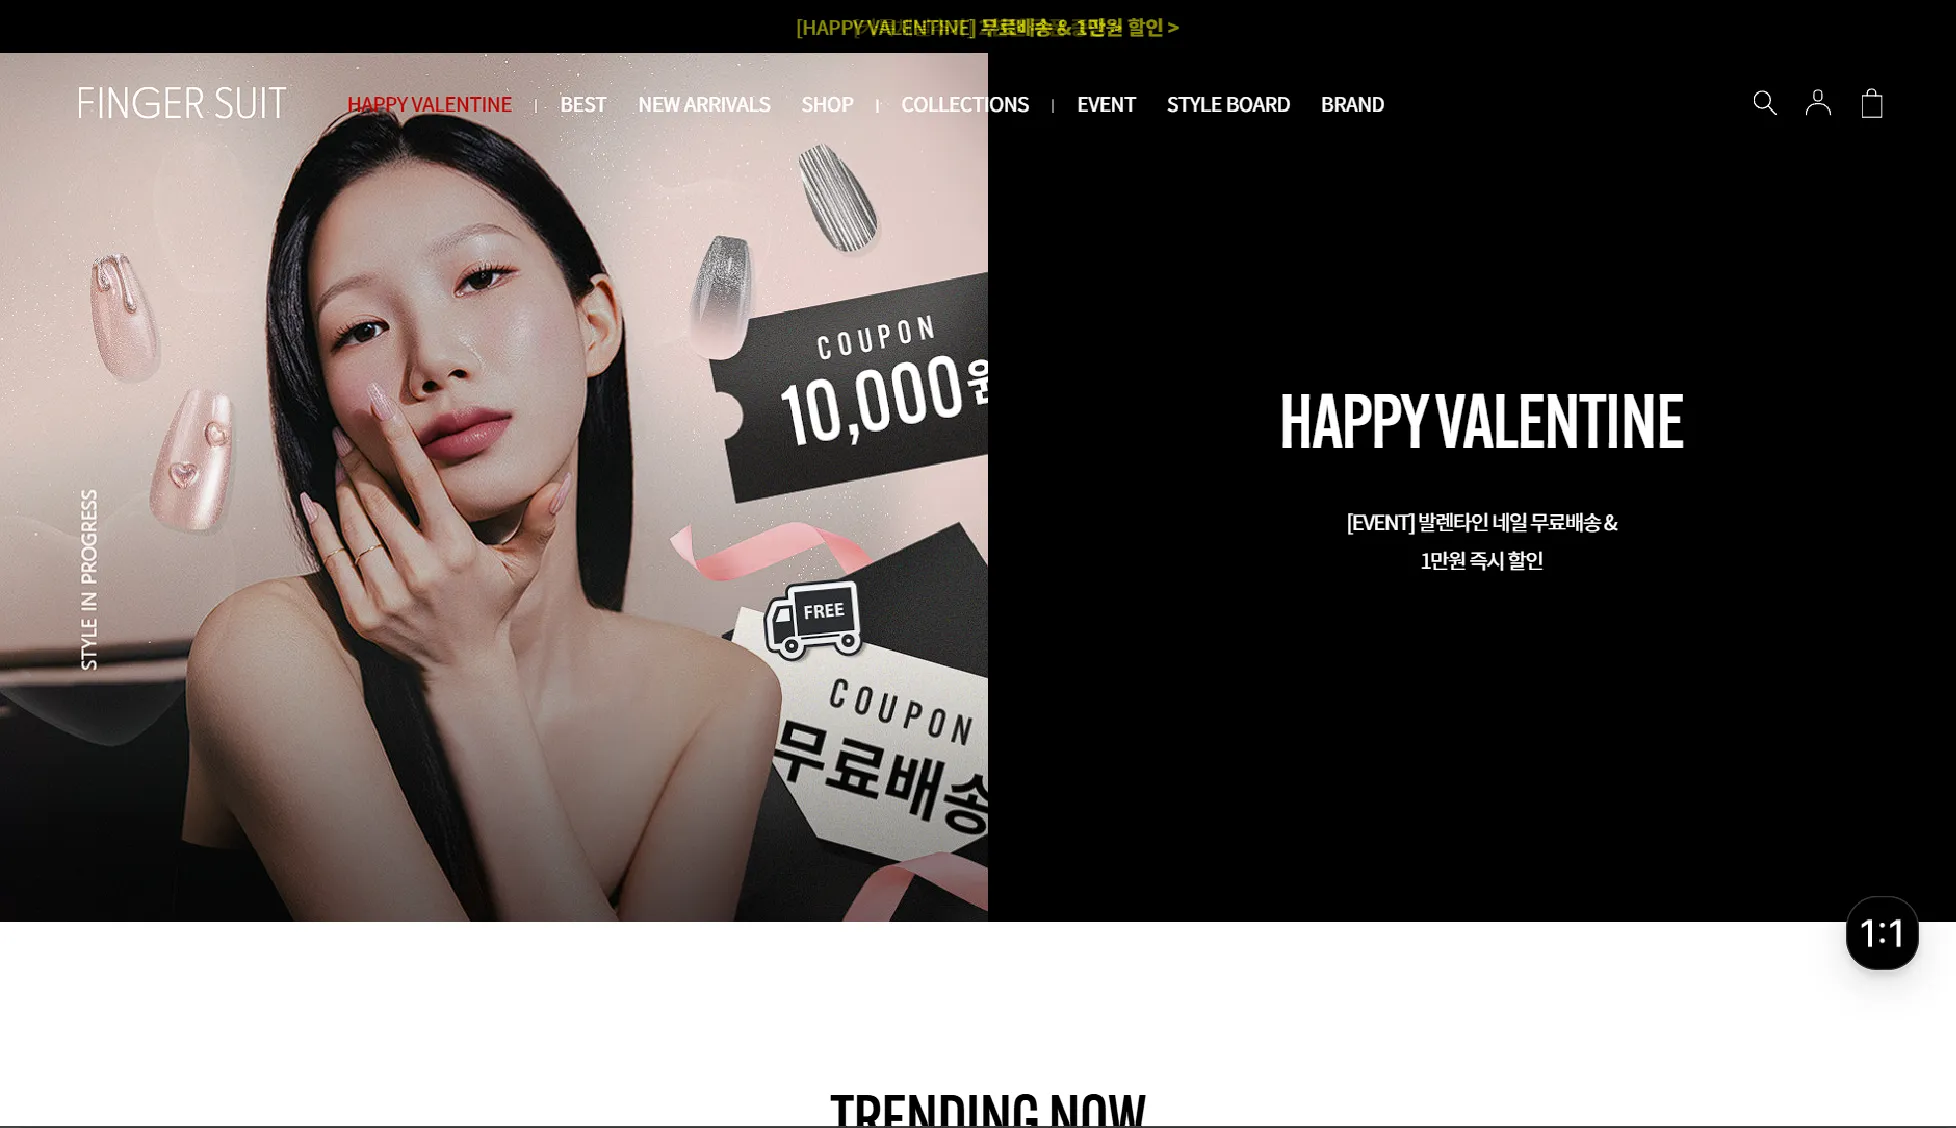 [HAPPY VALENTINE] 무료배송 & 1만원 할인 >
FINGER SUIT
HAPPY VALENTINE
BEST
NEW ARRIVALS
SHOP
COLLECTIONS
EVENT
STYLE BOARD
BRAND
COUPON
10,000원
STYLE IN PROGRESS
FREE
COUPON
무료배송
HAPPY VALENTINE
[EVENT] 발렌타인 네일 무료배송 &
1만원 즉시 할인
1:1
TRENDING NOW